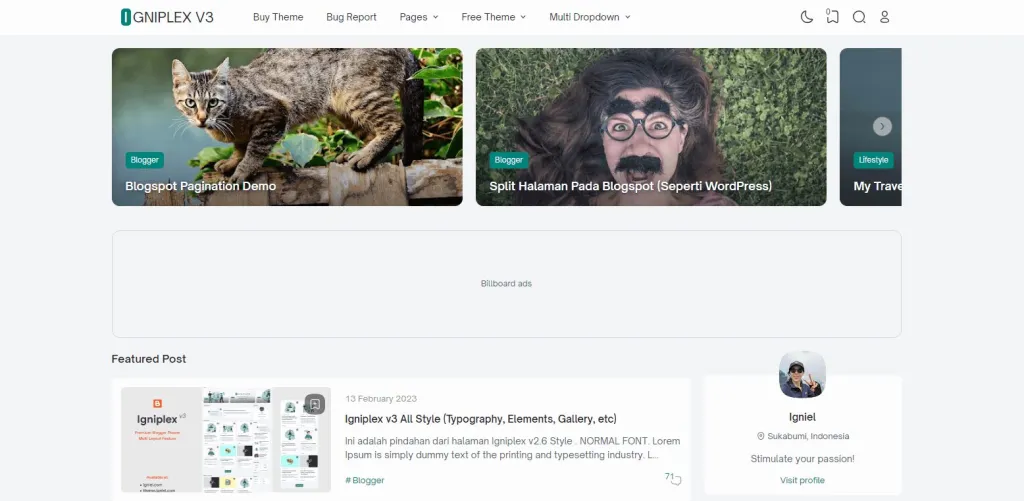 IGNIPLEX V3
Buy Theme
Bug Report
Pages
Free Theme
Multi Dropdown
0
Blogger
Blogspot Pagination Demo
Blogger
Split Halaman Pada Blogspot (Seperti WordPress)
Lifestyle
My Trave
Billboard ads
Featured Post
Igniplex v3
Premium Blogger Theme
Multi Layout Feature
13 February 2023
Igniplex v3 All Style (Typography, Elements, Gallery, etc)
Ini adalah pindahan dari halaman Igniplex v2.6 Style . NORMAL FONT. Lorem
Ipsum is simply dummy text of the printing and typesetting industry. L...
#Blogger
71
Igniel
Sukabumi, Indonesia
Stimulate your passion!
Visit profile